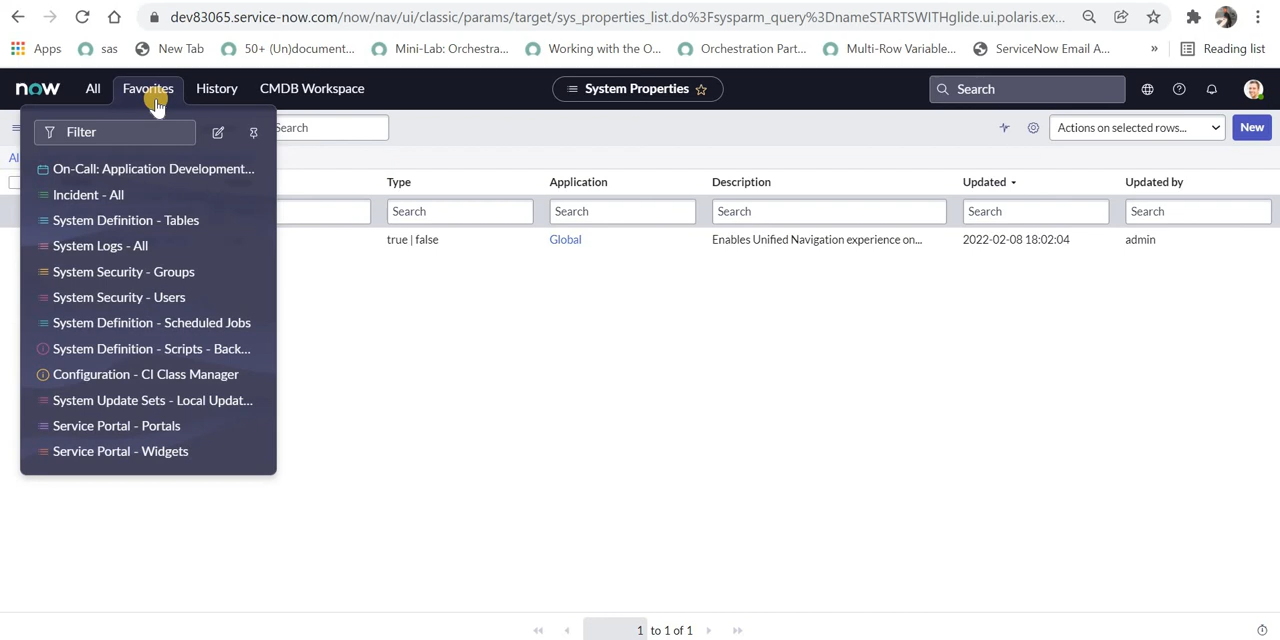 dev83065.service-now.com/now/nav/ui/classic/params/target/sys_properties_list.do%3Fsysparm_query%3DnameSTARTSWITHglide.ui.polaris.ex...
Apps sas New Tab 50+ (Un)document... Mini-Lab: Orchestra... Working with the O... Orchestration Part... Multi-Row Variable... ServiceNow Email A... » Reading list
now All Favorites History CMDB Workspace System Properties Search
Filter
Search Actions on selected rows... New
Al
Type Application Description Updated Updated by
Search Search Search Search Search
true | false Global Enables Unified Navigation experience on... 2022-02-08 18:02:04 admin
On-Call: Application Development...
Incident - All
System Definition - Tables
System Logs - All
System Security - Groups
System Security - Users
System Definition - Scheduled Jobs
System Definition - Scripts - Back...
Configuration - CI Class Manager
System Update Sets - Local Updat...
Service Portal - Portals
Service Portal - Widgets
1 to 1 of 1